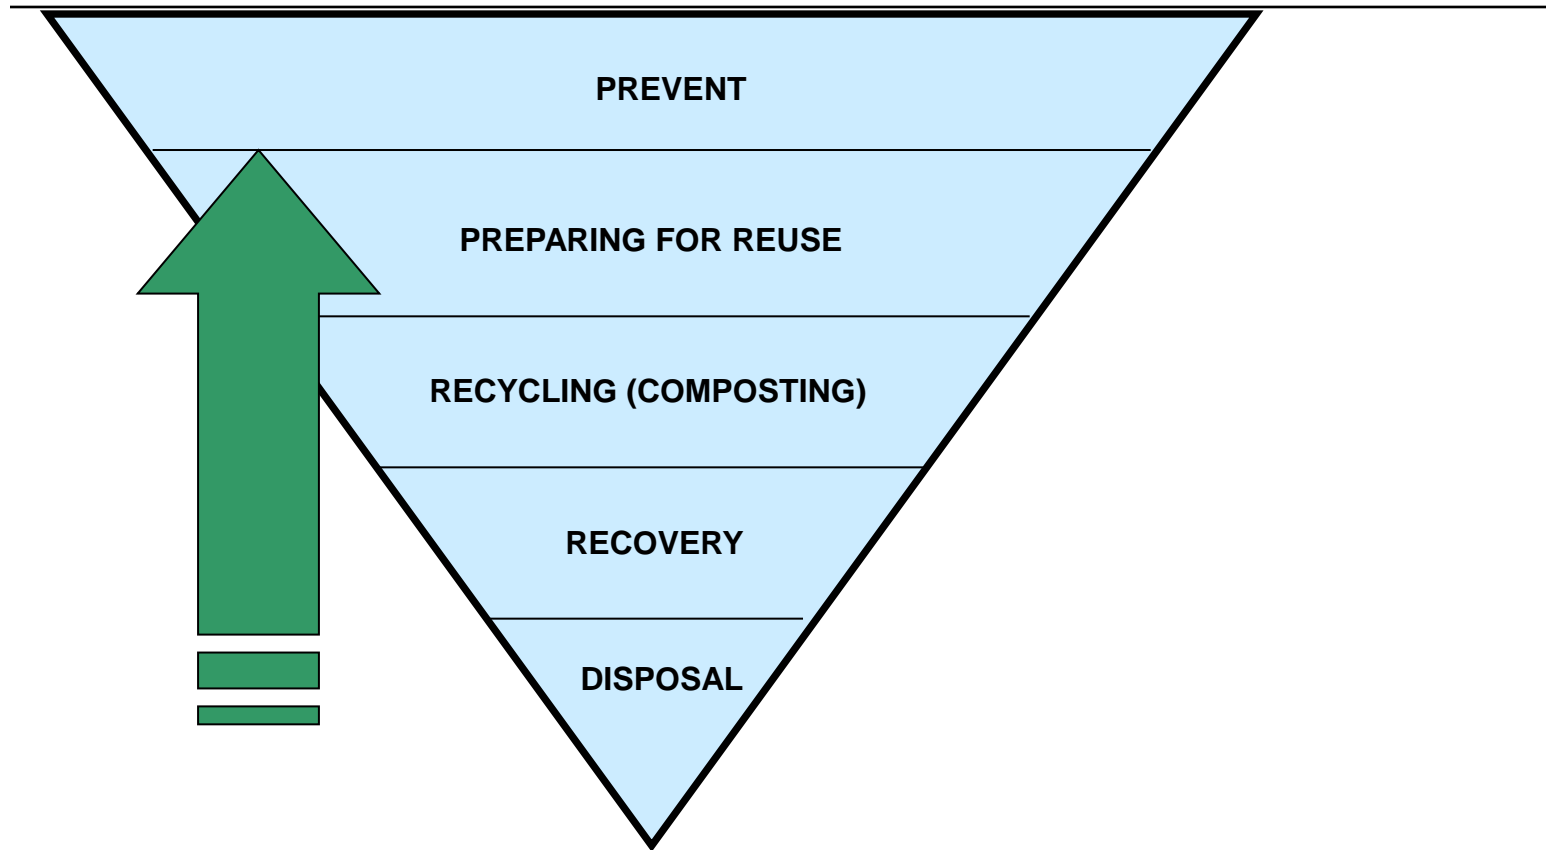 PREVENT
PREPARING FOR REUSE
RECYCLING (COMPOSTING)
RECOVERY
DISPOSAL